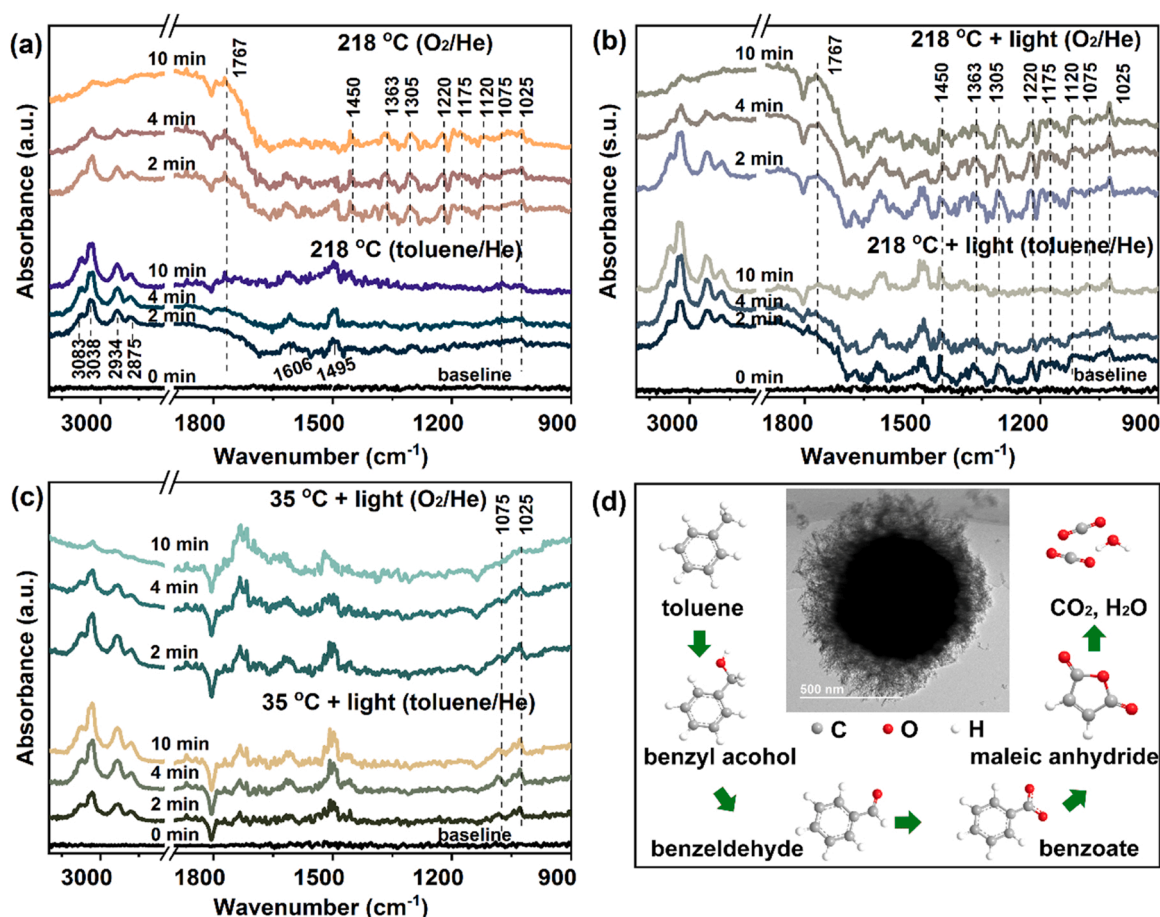 (a)
218 °C (O₂/He)
10 min
1767
4 min
1450
1363
1305
1220
1175
1120
1075
1025
2 min
218 °C (toluene/He)
10 min
4 min
2 min
3083
3038
2934
2875
1606
1495
0 min
baseline
Absorbance (a.u.)
3000
1800
1500
1200
900
Wavenumber (cm⁻¹)
(b)
218 °C + light (O₂/He)
10 min
1767
4 min
1450
1363
1305
1220
1175
1120
1075
1025
2 min
218 °C + light (toluene/He)
10 min
4 min
2 min
0 min
baseline
Absorbance (s.u.)
3000
1800
1500
1200
900
Wavenumber (cm⁻¹)
(c)
35 °C + light (O₂/He)
1075
1025
10 min
4 min
2 min
35 °C + light (toluene/He)
10 min
4 min
2 min
0 min
baseline
Absorbance (a.u.)
3000
1800
1500
1200
900
Wavenumber (cm⁻¹)
(d)
toluene
CO₂, H₂O
500 nm
C O H
benzyl acohol
maleic anhydride
benzeldehyde
benzoate